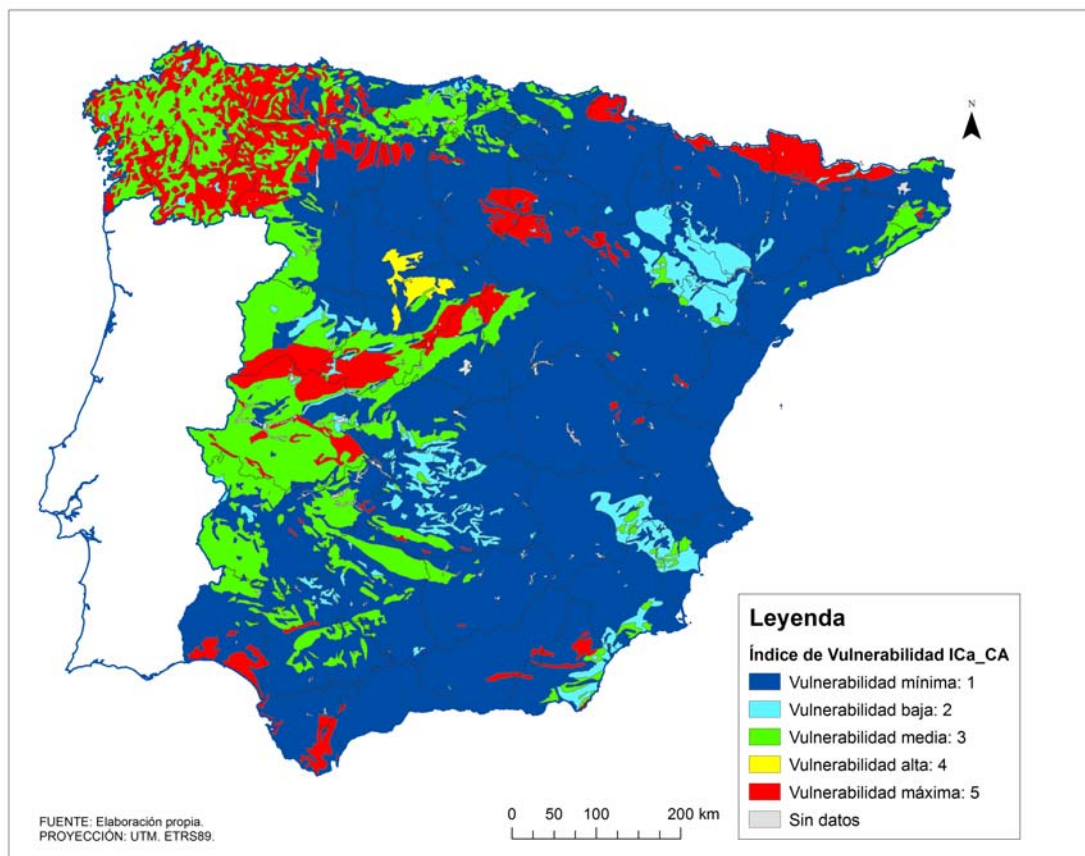 N
Leyenda
Índice de Vulnerabilidad ICa_CA
Vulnerabilidad mínima: 1
Vulnerabilidad baja: 2
Vulnerabilidad media: 3
Vulnerabilidad alta: 4
Vulnerabilidad máxima: 5
Sin datos
0 50 100 200 km
FUENTE: Elaboración propia.
PROYECCIÓN: UTM. ETRS89.